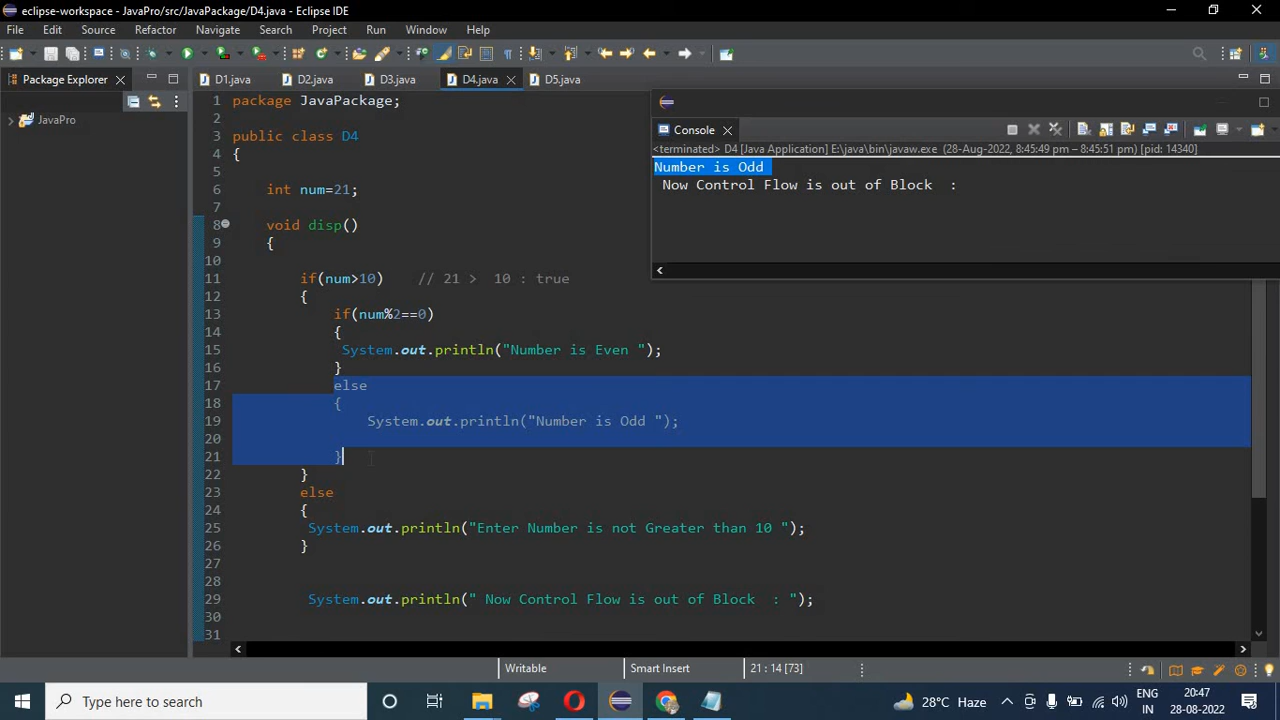 eclipse-workspace - JavaPro/src/JavaPackage/D4.java - Eclipse IDE
File Edit Source Refactor Navigate Search Project Run Window Help
Package Explorer
D1.java D2.java D3.java D4.java D5.java
JavaPro
1 package JavaPackage;
2
3 public class D4
4 {
5
6 int num=21;
7
8 void disp()
9 {
10
11 if(num>10) // 21 > 10 : true
12 {
13 if(num%2==0)
14 {
15 System.out.println("Number is Even ");
16 }
17 else
18 {
19 System.out.println("Number is Odd ");
20
21 }
22 }
23 else
24 {
25 System.out.println("Enter Number is not Greater than 10 ");
26 }
27
28
29 System.out.println(" Now Control Flow is out of Block : ");
30
31
Console
<terminated> D4 [Java Application] E:\java\bin\javaw.exe (28-Aug-2022, 8:45:49 pm – 8:45:51 pm) [pid: 14340]
Number is Odd
Now Control Flow is out of Block :
Writable Smart Insert 21 : 14 [73]
Type here to search
28°C Haze
ENG
IN
20:47
28-08-2022